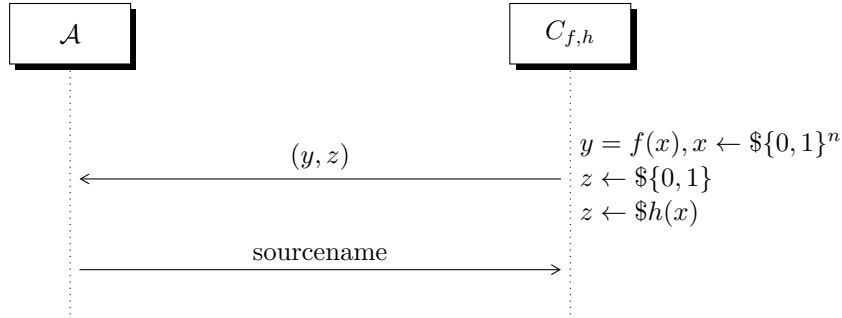 𝒜
C_{f,h}
y = f(x), x ← ${0, 1}^n
(y, z)
z ← ${0, 1}
z ← $h(x)
sourcename